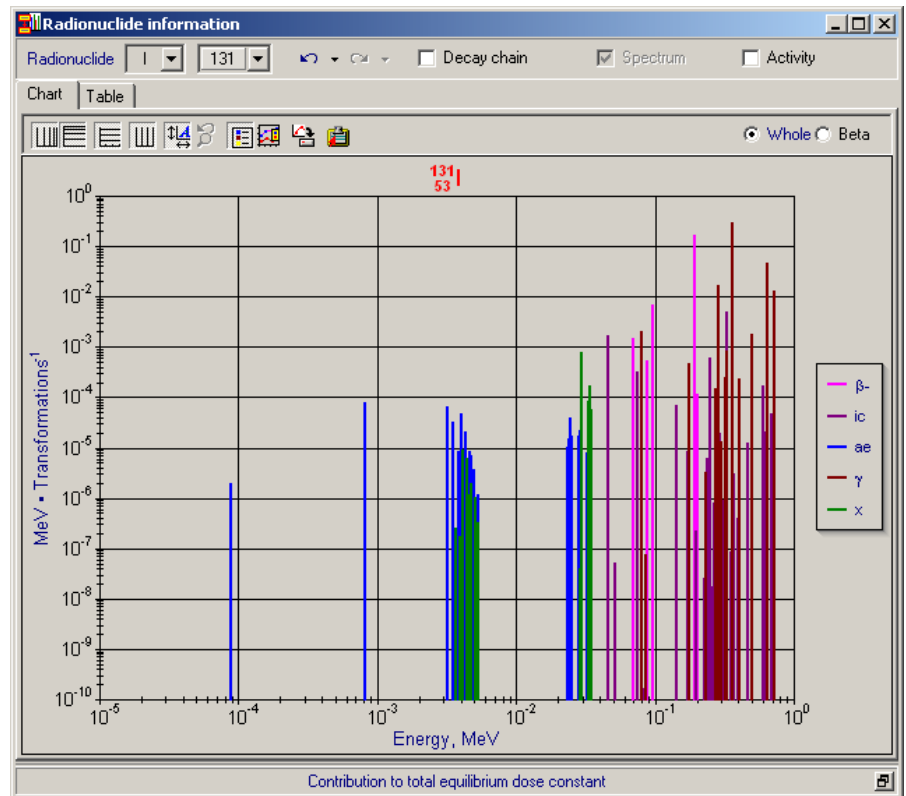 Radionuclide information
Radionuclide I 131 Decay chain Spectrum Activity
Chart Table
Whole Beta
131
53 I
10^0
10^-1
10^-2
10^-3
10^-4
10^-5
10^-6
10^-7
10^-8
10^-9
10^-10
MeV • Transformations^-1
β-
ic
ae
γ
x
10^-5 10^-4 10^-3 10^-2 10^-1 10^0
Energy, MeV
Contribution to total equilibrium dose constant